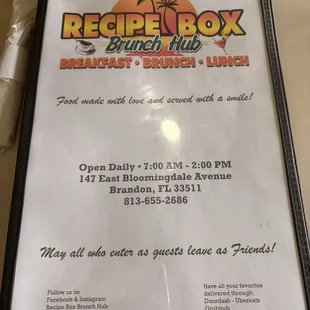 RECIPE BOX
Brunch Hub
BREAKFAST • BRUNCH • LUNCH
Food made with love and served with a smile!
Open Daily • 7:00 AM - 2:00 PM
147 East Bloomingdale Avenue
Brandon, FL 33511
813-655-2686
May all who enter as guests leave as Friends!
Follow us on
Facebook & Instagram
Recipe Box Brunch Hub
Have all your favorites
delivered through;
Doordash - Ubereats
Grubhub